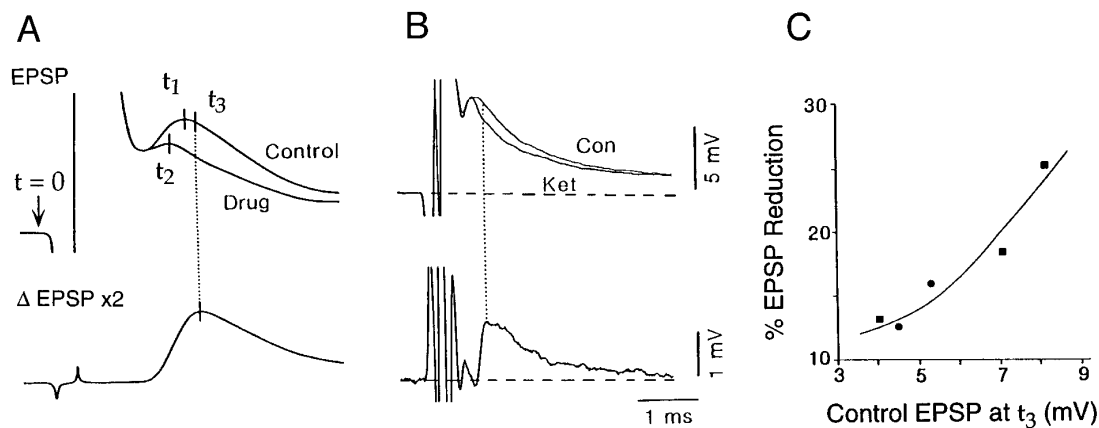 A
EPSP
t1
t3
t2
Control
Drug
t = 0
Δ EPSP x2
B
Con
Ket
5 mV
1 mV
1 ms
C
30
20
10
% EPSP Reduction
3
5
7
9
Control EPSP at t3 (mV)